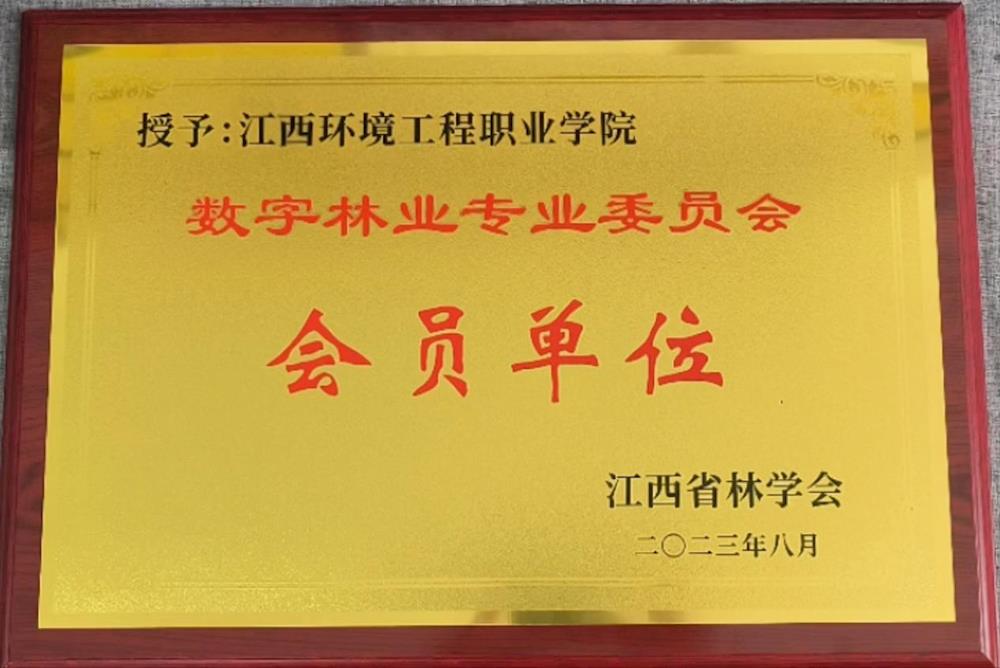 授予:江西环境工程职业学院
数字林业专业委员会
会员单位
江西省林学会
二〇二三年八月